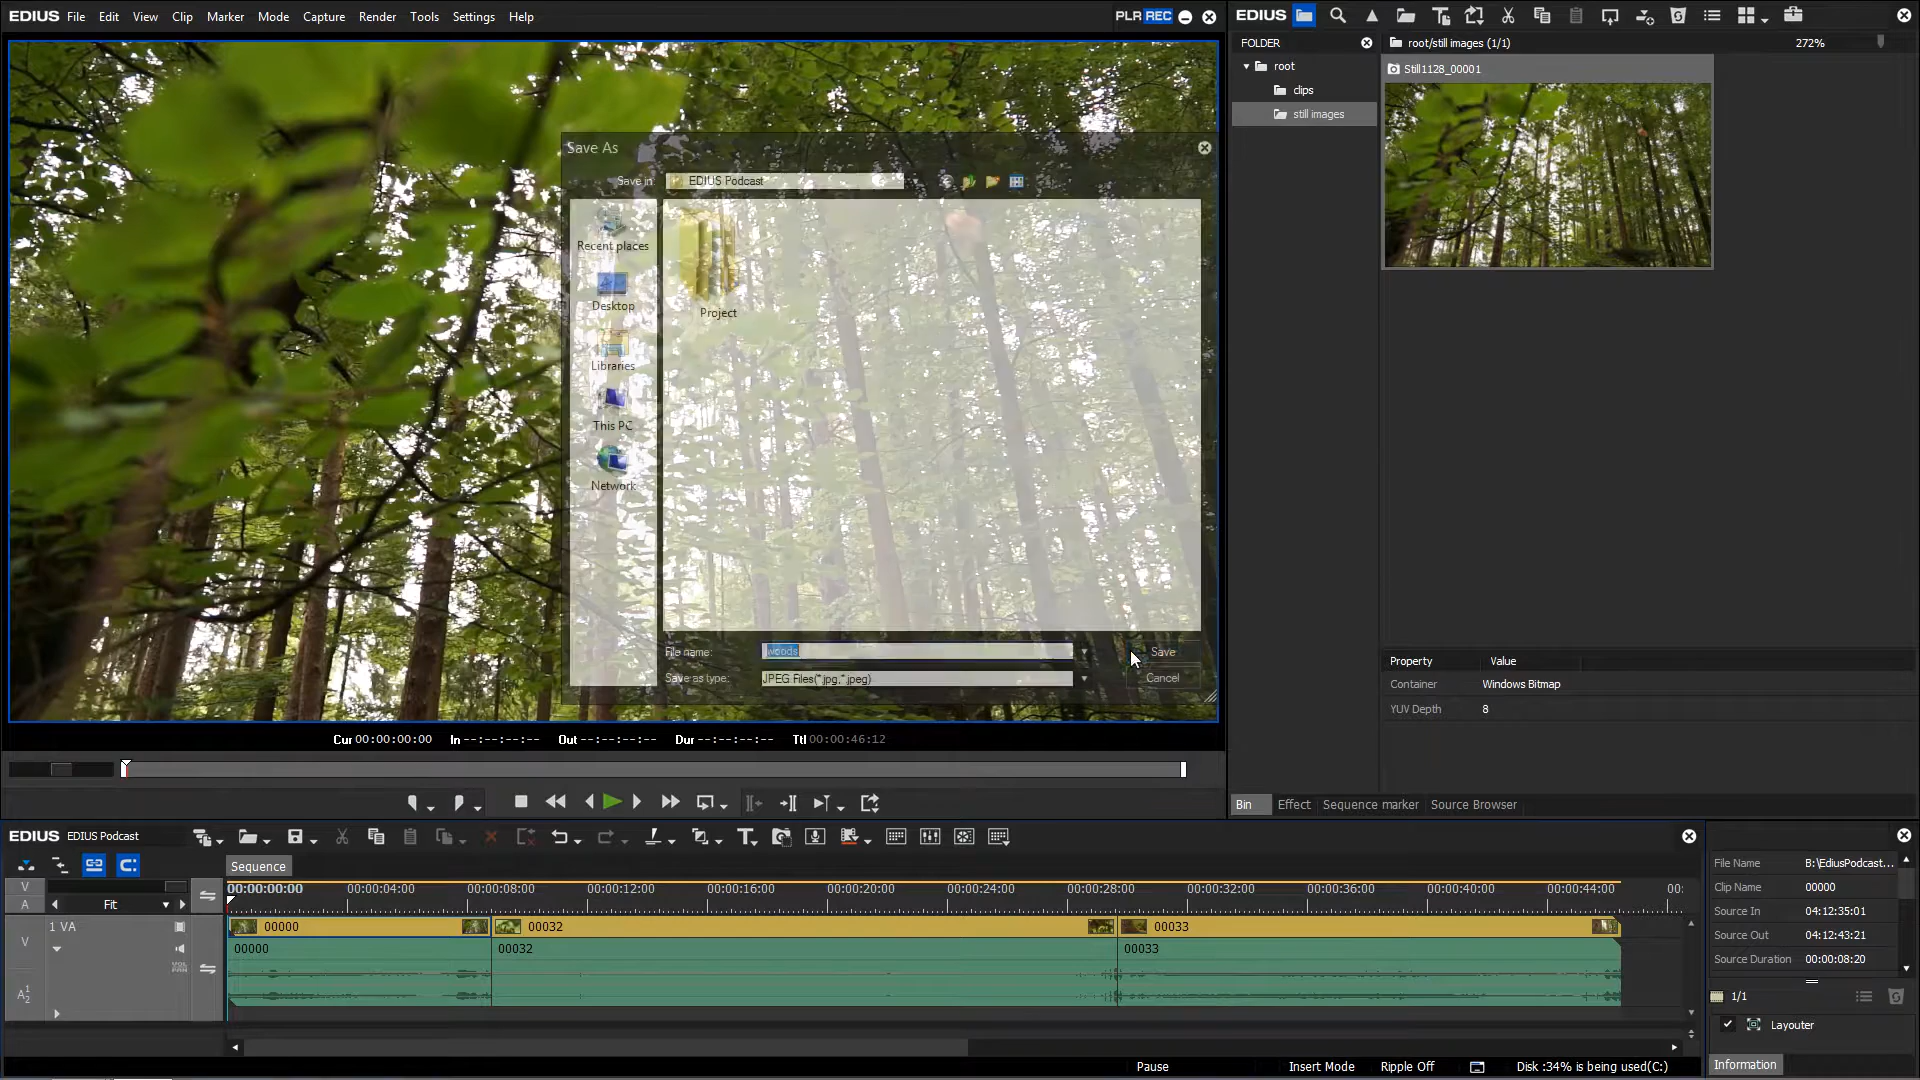 EDIUS File Edit View Clip Marker Mode Capture Render Tools Settings Help PLR REC
EDIUS
FOLDER
root/still images (1/1) 272%
root
clips
still images
Still1128_00001
Save As
Save in: EDIUS Podcast
Recent places
Desktop
Libraries
This PC
Network
Project
File name: woods
Save
Save as type: JPEG Files(*.jpg,*.jpeg)
Cancel
Property Value
Container Windows Bitmap
YUV Depth 8
Cur 00:00:00:00 In --:--:--:-- Out --:--:--:-- Dur --:--:--:-- Ttl 00:00:46:12
Bin Effect Sequence marker Source Browser
EDIUS EDIUS Podcast
Sequence
V
A
Fit
00:00:00:00 00:00:04:00 00:00:08:00 00:00:12:00 00:00:16:00 00:00:20:00 00:00:24:00 00:00:28:00 00:00:32:00 00:00:36:00 00:00:40:00 00:00:44:00 00:
1 VA
00000 00032 00033
V
00000 00032 00033
VOL
PAN
A 1 2
File Name B:\EdiusPodcast...
Clip Name 00000
Source In 04:12:35:01
Source Out 04:12:43:21
Source Duration 00:00:08:20
1/1
Layouter
Information
Pause Insert Mode Ripple Off Disk :34% is being used(C:)